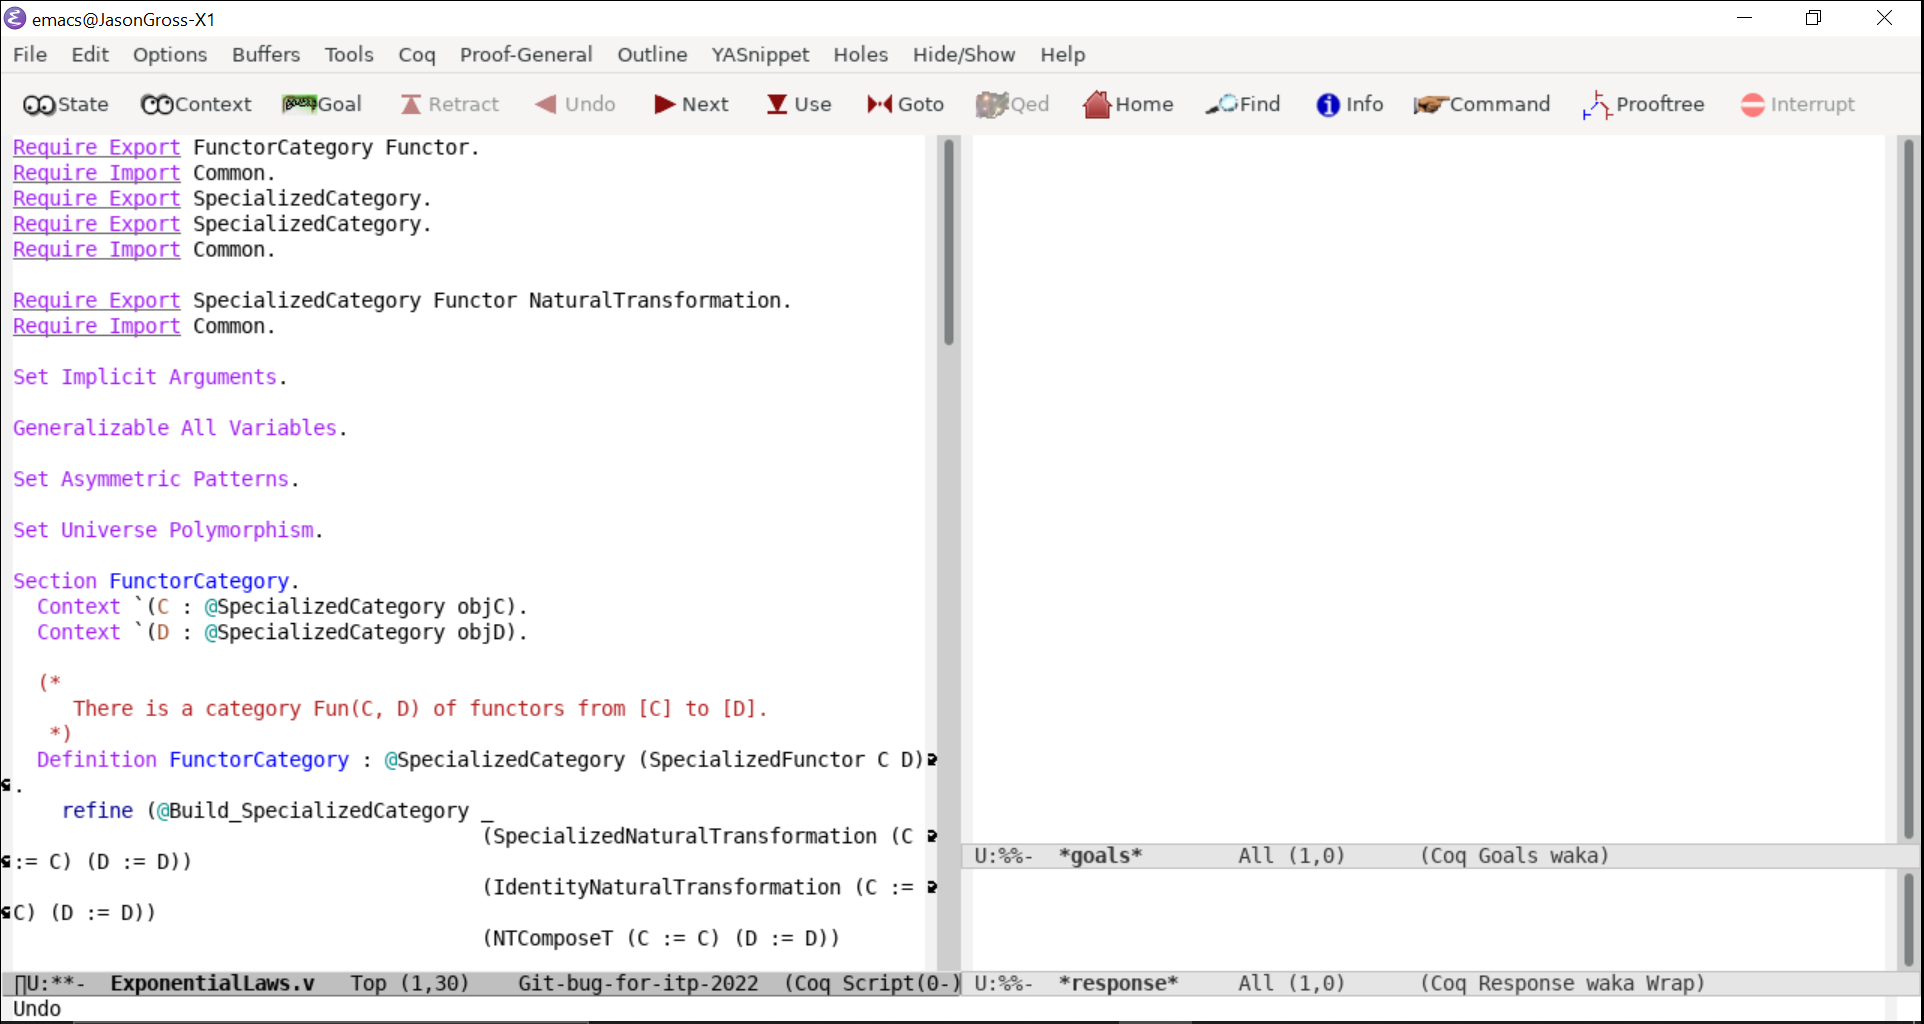 emacs@JasonGross-X1
File Edit Options Buffers Tools Coq Proof-General Outline YASnippet Holes Hide/Show Help
State Context Goal Retract Undo Next Use Goto Qed Home Find Info Command Prooftree Interrupt
Require Export FunctorCategory Functor.
Require Import Common.
Require Export SpecializedCategory.
Require Export SpecializedCategory.
Require Import Common.
Require Export SpecializedCategory Functor NaturalTransformation.
Require Import Common.
Set Implicit Arguments.
Generalizable All Variables.
Set Asymmetric Patterns.
Set Universe Polymorphism.
Section FunctorCategory.
Context `(C : @SpecializedCategory objC).
Context `(D : @SpecializedCategory objD).
(*
There is a category Fun(C, D) of functors from [C] to [D].
*)
Definition FunctorCategory : @SpecializedCategory (SpecializedFunctor C D)
.
refine (@Build_SpecializedCategory _
(SpecializedNaturalTransformation (C
:= C) (D := D))
(IdentityNaturalTransformation (C :=
C) (D := D))
(NTComposeT (C := C) (D := D))
U:**- ExponentialLaws.v Top (1,30) Git-bug-for-itp-2022 (Coq Script(0-)
Undo
U:%%- *goals* All (1,0) (Coq Goals waka)
U:%%- *response* All (1,0) (Coq Response waka Wrap)